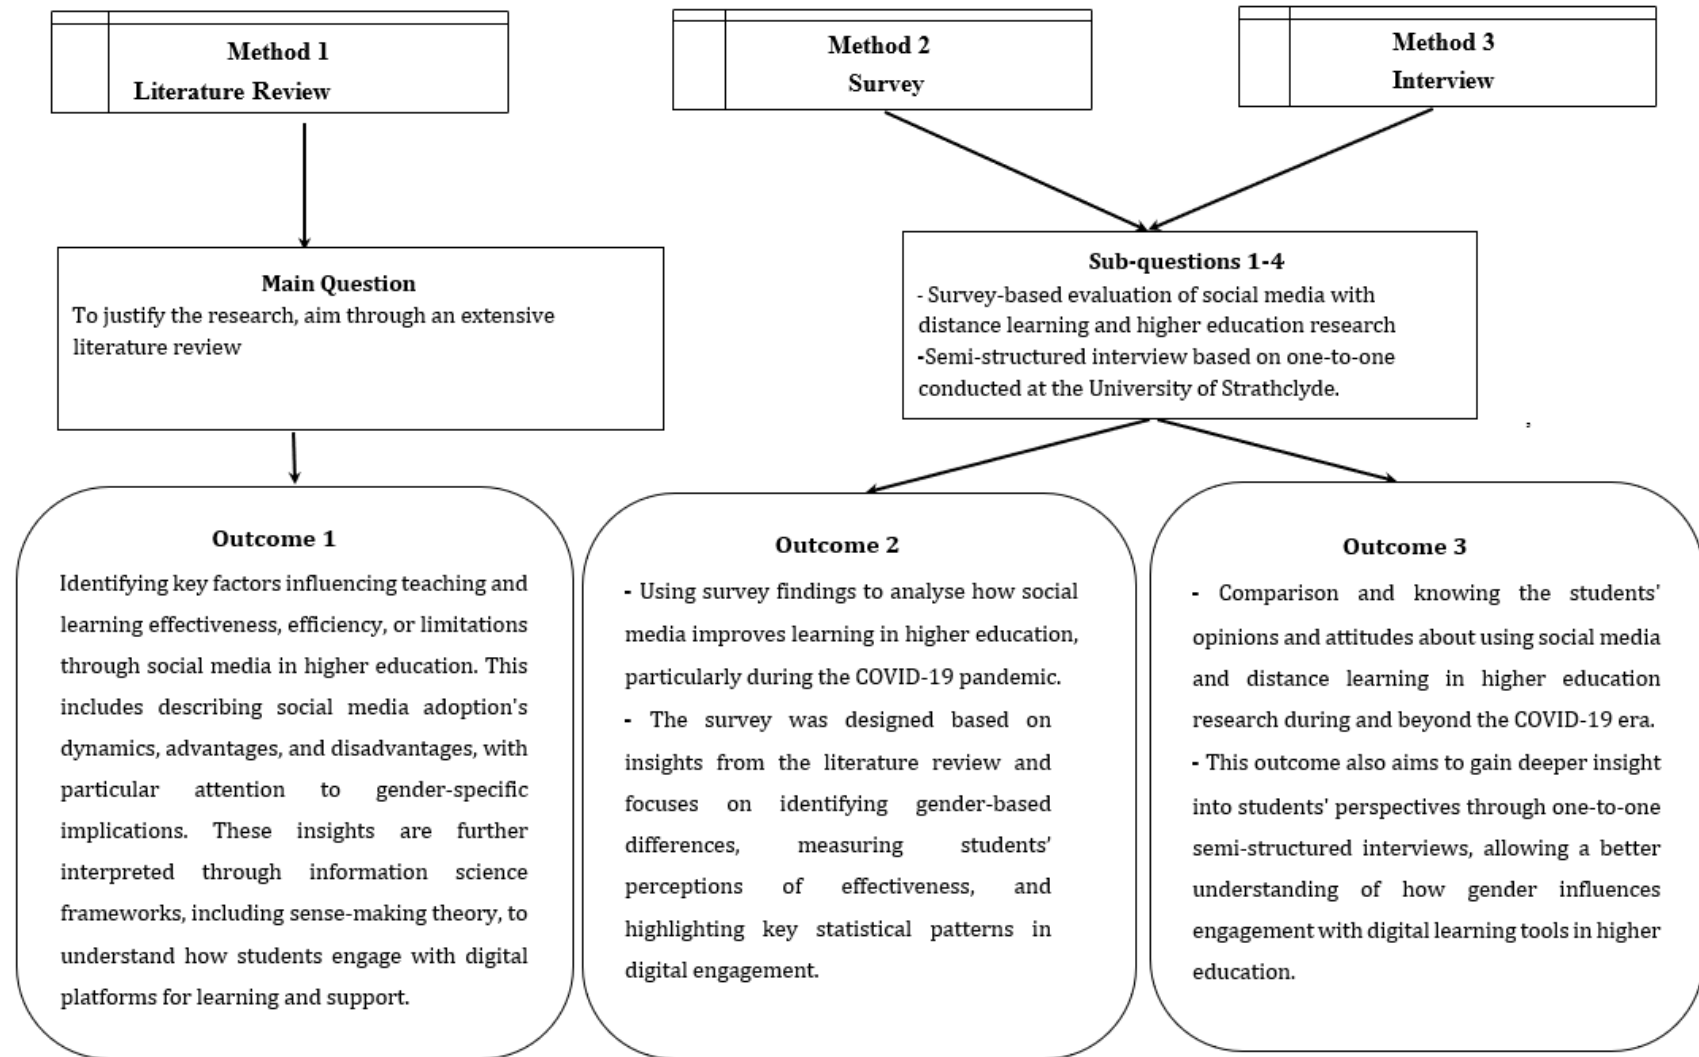 Method 1
Literature Review
Method 2
Survey
Method 3
Interview
Main Question
To justify the research, aim through an extensive
literature review
Sub-questions 1-4
- Survey-based evaluation of social media with
distance learning and higher education research
-Semi-structured interview based on one-to-one
conducted at the University of Strathclyde.
,
Outcome 1
Identifying key factors influencing teaching and
learning effectiveness, efficiency, or limitations
through social media in higher education. This
includes describing social media adoption's
dynamics, advantages, and disadvantages, with
particular attention to gender-specific
implications. These insights are further
interpreted through information science
frameworks, including sense-making theory, to
understand how students engage with digital
platforms for learning and support.
Outcome 2
- Using survey findings to analyse how social
media improves learning in higher education,
particularly during the COVID-19 pandemic.
- The survey was designed based on
insights from the literature review and
focuses on identifying gender-based
differences, measuring students’
perceptions of effectiveness, and
highlighting key statistical patterns in
digital engagement.
Outcome 3
- Comparison and knowing the students'
opinions and attitudes about using social media
and distance learning in higher education
research during and beyond the COVID-19 era.
- This outcome also aims to gain deeper insight
into students' perspectives through one-to-one
semi-structured interviews, allowing a better
understanding of how gender influences
engagement with digital learning tools in higher
education.